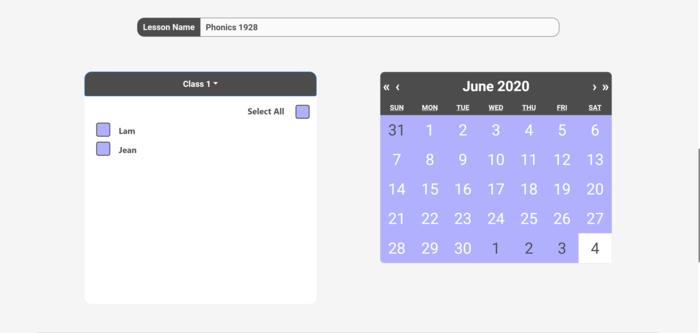 Lesson Name Phonics 1928
Class 1
Select All
Lam
Jean
« ‹ June 2020 › »
SUN MON TUE WED THU FRI SAT
31 1 2 3 4 5 6
7 8 9 10 11 12 13
14 15 16 17 18 19 20
21 22 23 24 25 26 27
28 29 30 1 2 3 4